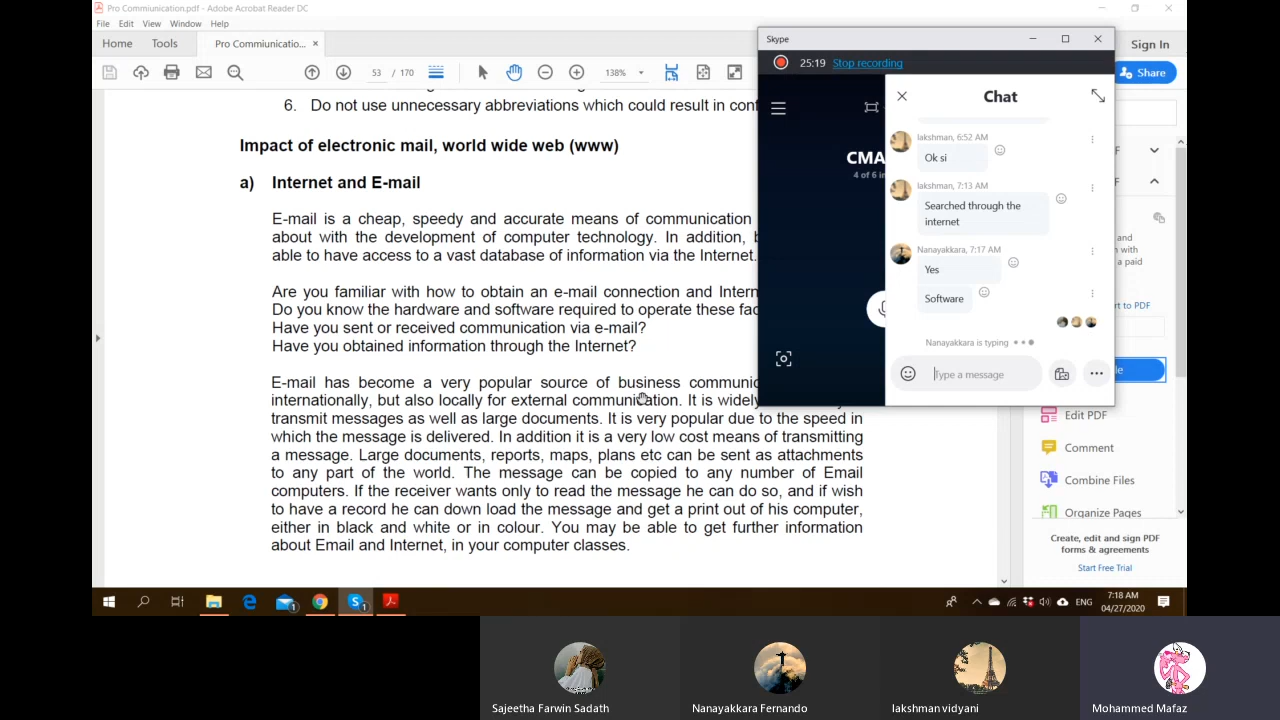 Pro Communication.pdf - Adobe Acrobat Reader DC
File Edit View Window Help
Home Tools Pro Commiunicatio... × Sign In
53 / 170 138% Share
6. Do not use unnecessary abbreviations which could result in conf
Impact of electronic mail, world wide web (www)
a) Internet and E-mail
E-mail is a cheap, speedy and accurate means of communication
about with the development of computer technology. In addition, b
able to have access to a vast database of information via the Internet.
Are you familiar with how to obtain an e-mail connection and Intern
Do you know the hardware and software required to operate these fac
Have you sent or received communication via e-mail?
Have you obtained information through the Internet?
E-mail has become a very popular source of business communic
internationally, but also locally for external communication. It is widely
transmit messages as well as large documents. It is very popular due to the speed in
which the message is delivered. In addition it is a very low cost means of transmitting
a message. Large documents, reports, maps, plans etc can be sent as attachments
to any part of the world. The message can be copied to any number of Email
computers. If the receiver wants only to read the message he can do so, and if wish
to have a record he can down load the message and get a print out of his computer,
either in black and white or in colour. You may be able to get further information
about Email and Internet, in your computer classes.
Skype
25:19 Stop recording
CMA
4 of 6 in
Chat
lakshman, 6:52 AM
Ok si
lakshman, 7:13 AM
Searched through the
internet
Nanayakkara, 7:17 AM
Yes
Software
Nanayakkara is typing
Type a message
and
with
a paid
rt to PDF
Edit PDF
Comment
Combine Files
Organize Pages
Create, edit and sign PDF
forms & agreements
Start Free Trial
ENG
7:18 AM
04/27/2020
Sajeetha Farwin Sadath
Nanayakkara Fernando
lakshman vidyani
Mohammed Mafaz